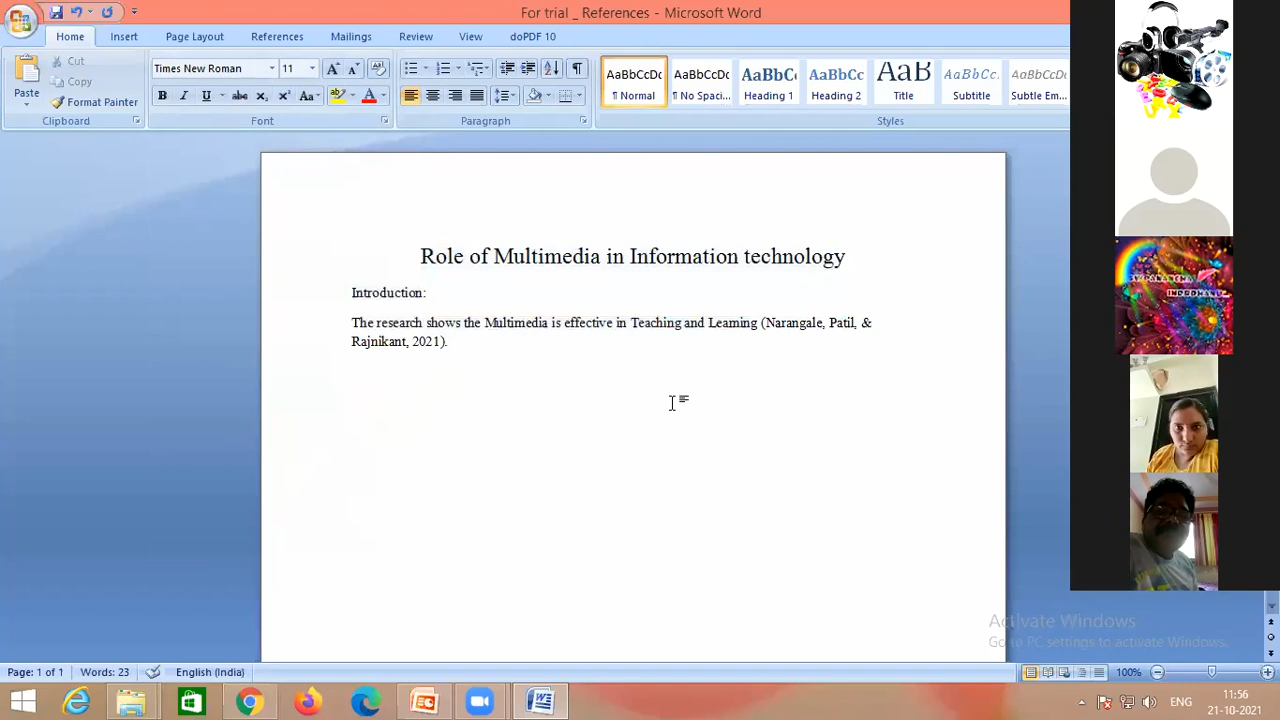 For trial _ References - Microsoft Word
Home Insert Page Layout References Mailings Review View doPDF 10
Paste
Cut
Copy
Format Painter
Clipboard
Times New Roman 11
Font
Paragraph
AaBbCcDc AaBbCcDc AaBbC AaBbCc AaB AaBbCc. AaBbCcDc
¶ Normal ¶ No Spaci... Heading 1 Heading 2 Title Subtitle Subtle Em...
Styles
Role of Multimedia in Information technology
Introduction:
The research shows the Multimedia is effective in Teaching and Learning (Narangale, Patil, &
Rajnikant, 2021).
INDRDHANU
Activate Windows
Go to PC settings to activate Windows.
Page: 1 of 1 Words: 23 English (India) 100%
ENG
11:56
21-10-2021